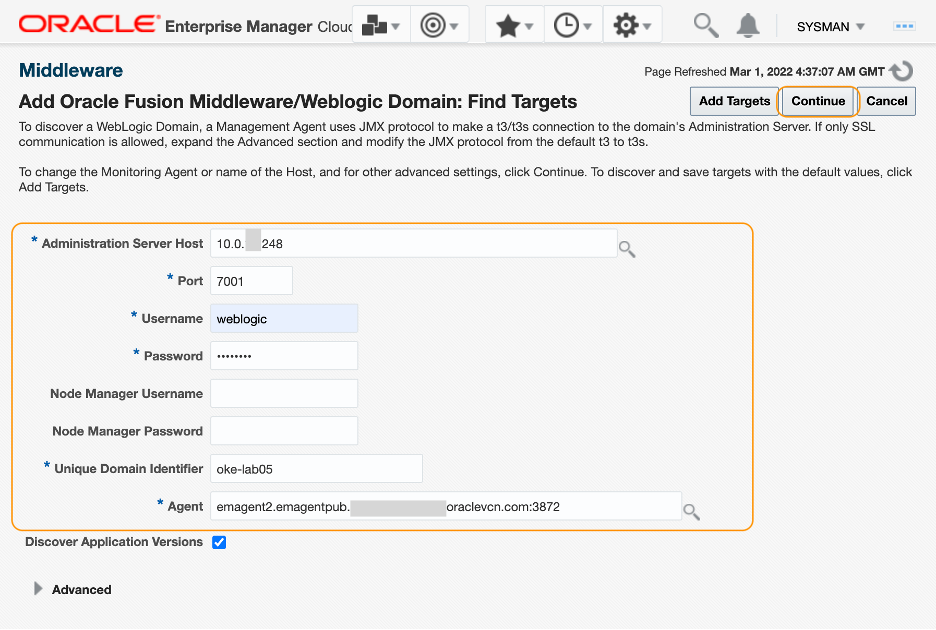 ORACLE® Enterprise Manager Clou
SYSMAN
Middleware
Page Refreshed Mar 1, 2022 4:37:07 AM GMT
Add Oracle Fusion Middleware/Weblogic Domain: Find Targets
Add Targets Continue Cancel
To discover a WebLogic Domain, a Management Agent uses JMX protocol to make a t3/t3s connection to the domain's Administration Server. If only SSL
communication is allowed, expand the Advanced section and modify the JMX protocol from the default t3 to t3s.
To change the Monitoring Agent or name of the Host, and for other advanced settings, click Continue. To discover and save targets with the default values, click
Add Targets.
* Administration Server Host 10.0. 248
* Port 7001
* Username weblogic
* Password ••••••••
Node Manager Username
Node Manager Password
* Unique Domain Identifier oke-lab05
* Agent emagent2.emagentpub. oraclevcn.com:3872
Discover Application Versions
Advanced